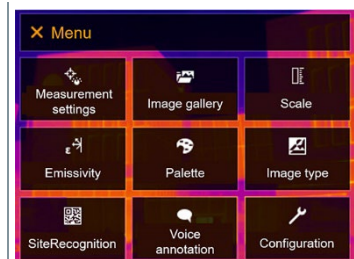 Menu
Measurement
settings
Image gallery
Scale
ε
Emissivity
Palette
Image type
SiteRecognition
Voice
annotation
Configuration